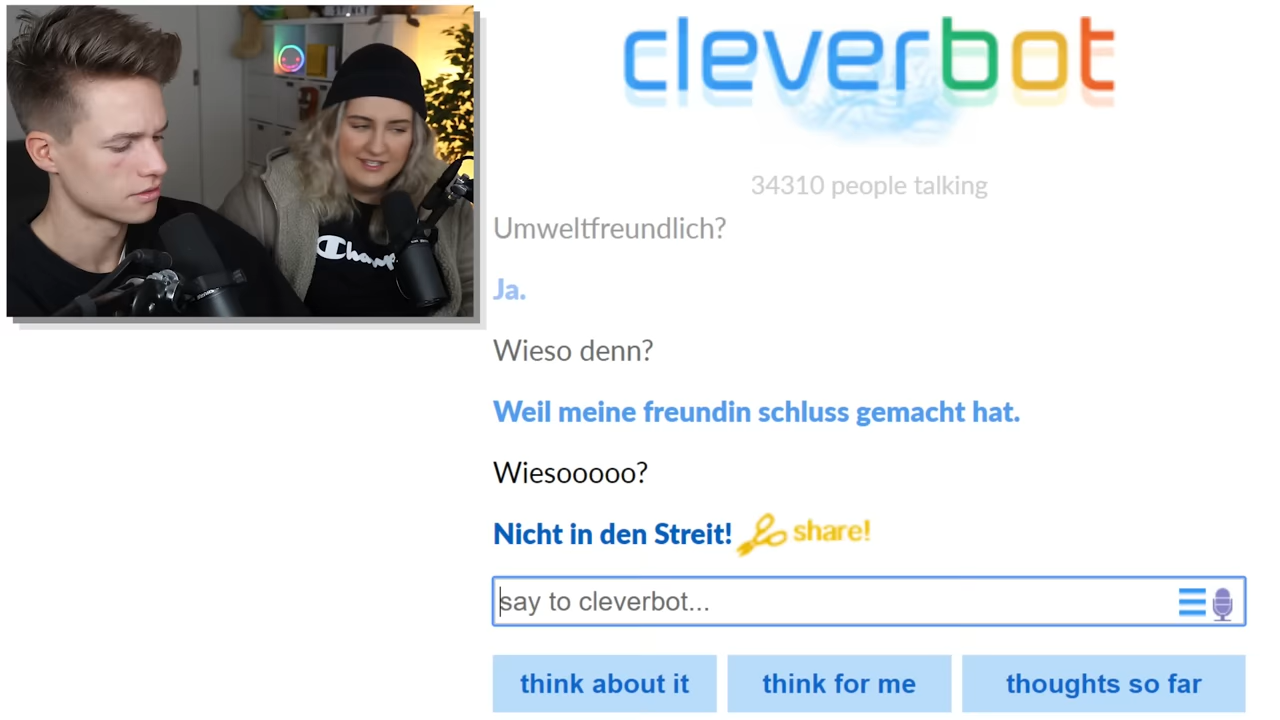 cleverbot
34310 people talking
Umweltfreundlich?
Ja.
Wieso denn?
Weil meine freundin schluss gemacht hat.
Wiesooooo?
Nicht in den Streit! share!
say to cleverbot...
think about it
think for me
thoughts so far
Champ